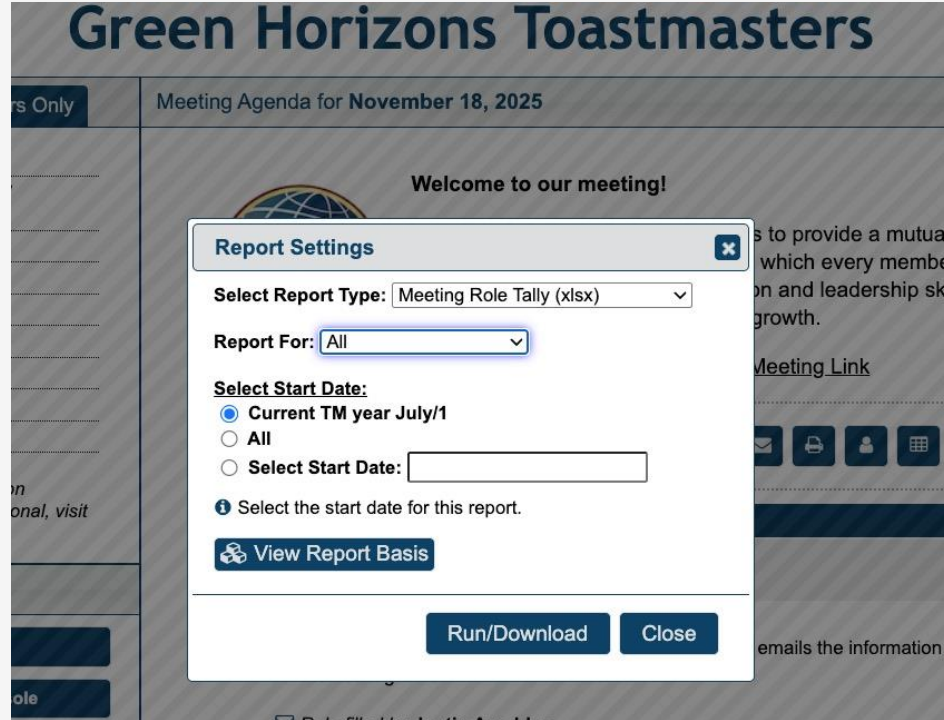 Green Horizons Toastmasters
rs Only
Meeting Agenda for November 18, 2025
Welcome to our meeting!
Report Settings
s to provide a mutua
Select Report Type: Meeting Role Tally (xlsx)
which every membe
on and leadership sk
growth.
Report For: All
Meeting Link
Select Start Date:
Current TM year July/1
All
Select Start Date:
on
onal, visit
Select the start date for this report.
View Report Basis
Run/Download Close
emails the information
ole